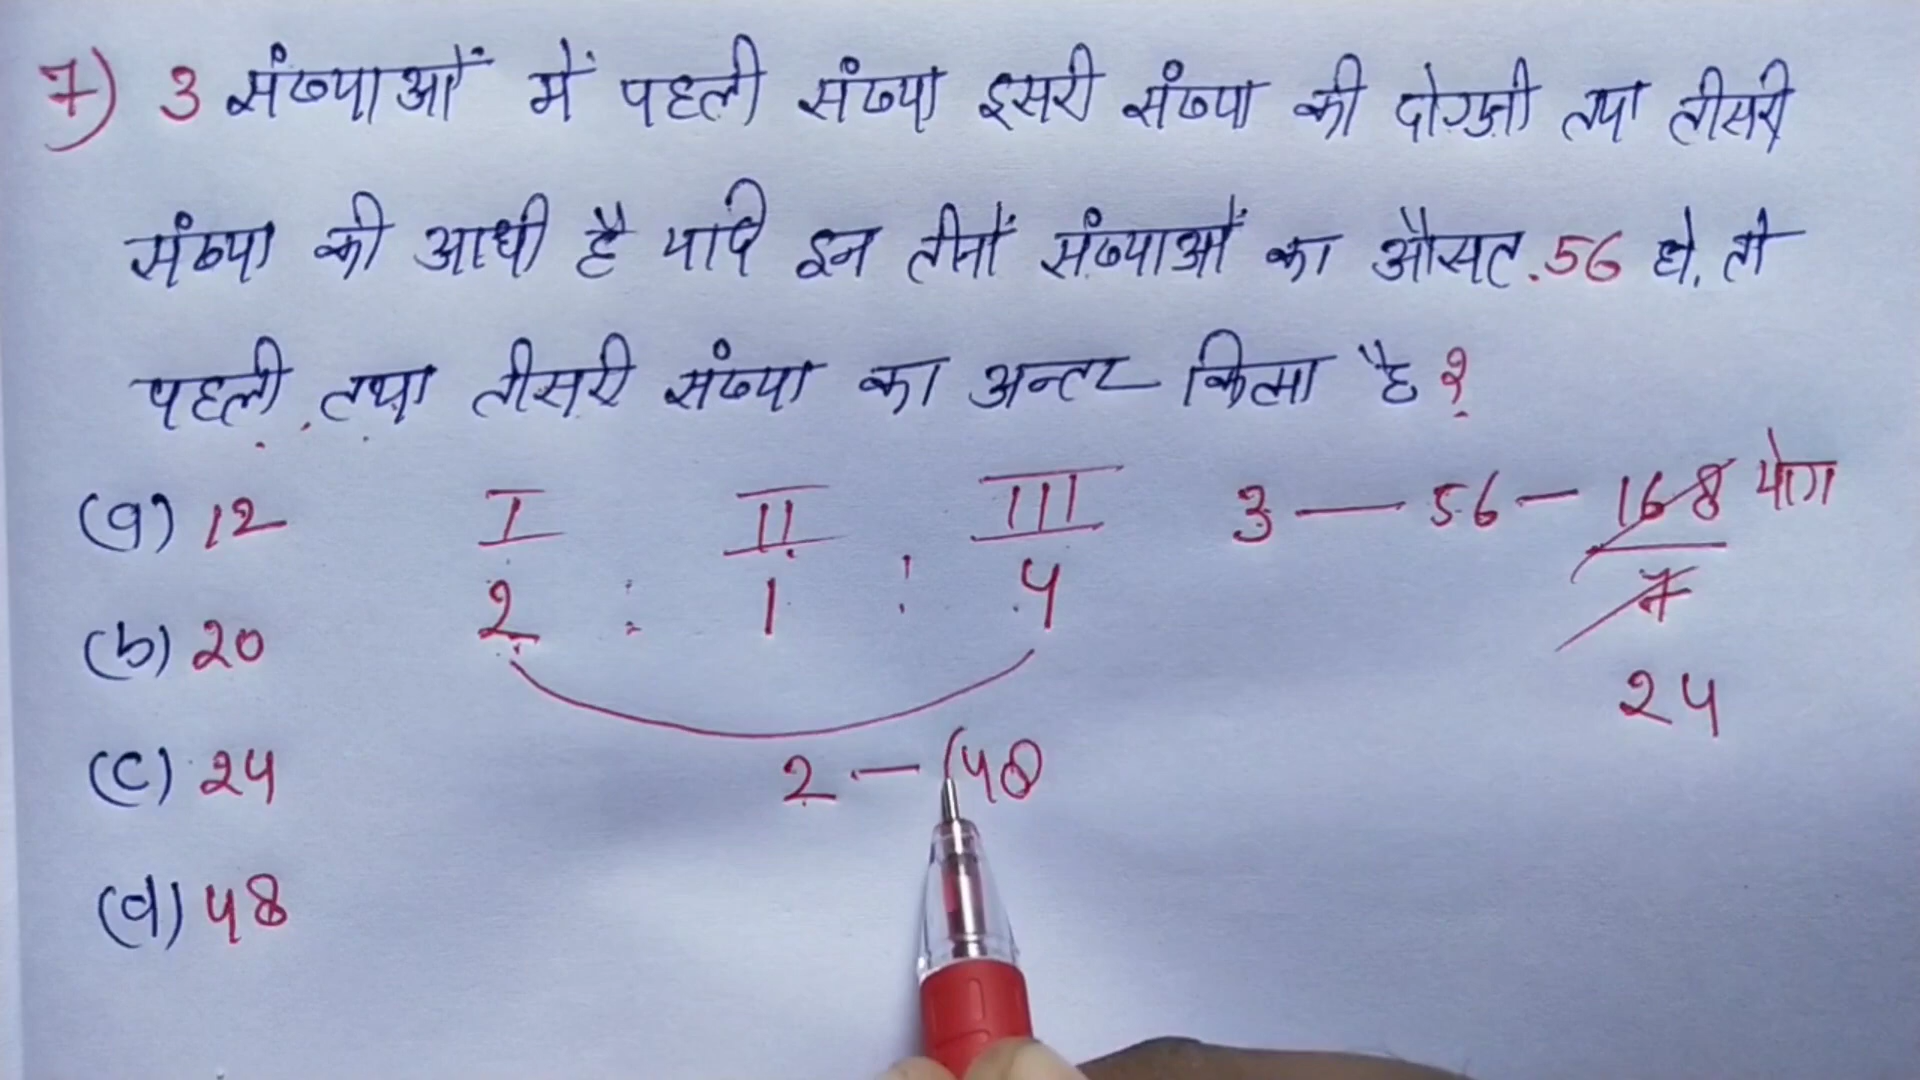 7) 3 संख्याओं में पहली संख्या दूसरी संख्या की दोगुनी तथा तीसरी
संख्या की आधी है यदि इन तीनों संख्याओं का औसत 56 हो, तो
पहली तथा तीसरी संख्या का अन्तर कितना है ?
(a) 12
(b) 20
(c) 24
(d) 48
I II III
2 : 1 : 4
2 — 48
3 — 56 — 168 योग
7
24